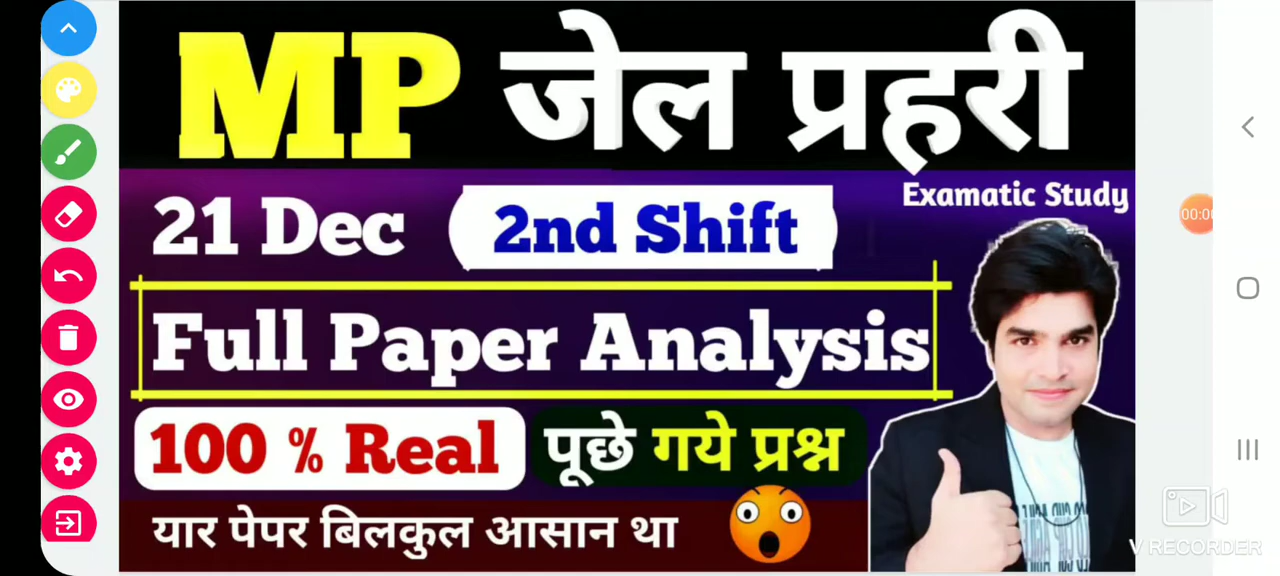 MP जेल प्रहरी
Examatic Study
21 Dec 2nd Shift
Full Paper Analysis
100 % Real पूछे गये प्रश्न
यार पेपर बिलकुल आसान था
00:00
V RECORDER